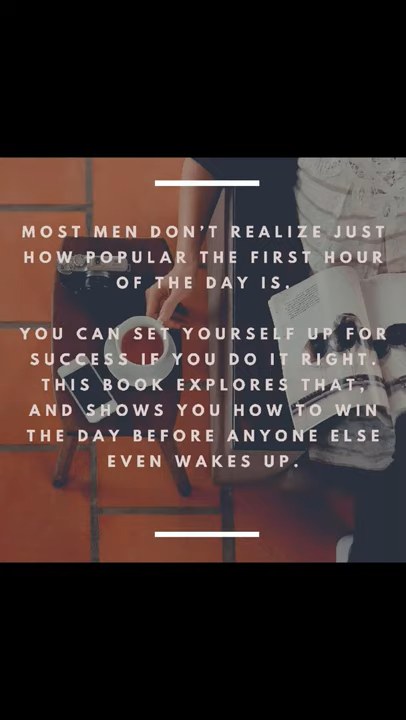 MOST MEN DON'T REALIZE JUST
HOW POPULAR THE FIRST HOUR
OF THE DAY IS.
YOU CAN SET YOURSELF UP FOR
SUCCESS IF YOU DO IT RIGHT.
THIS BOOK EXPLORES THAT,
AND SHOWS YOU HOW TO WIN
THE DAY BEFORE ANYONE ELSE
EVEN WAKES UP.